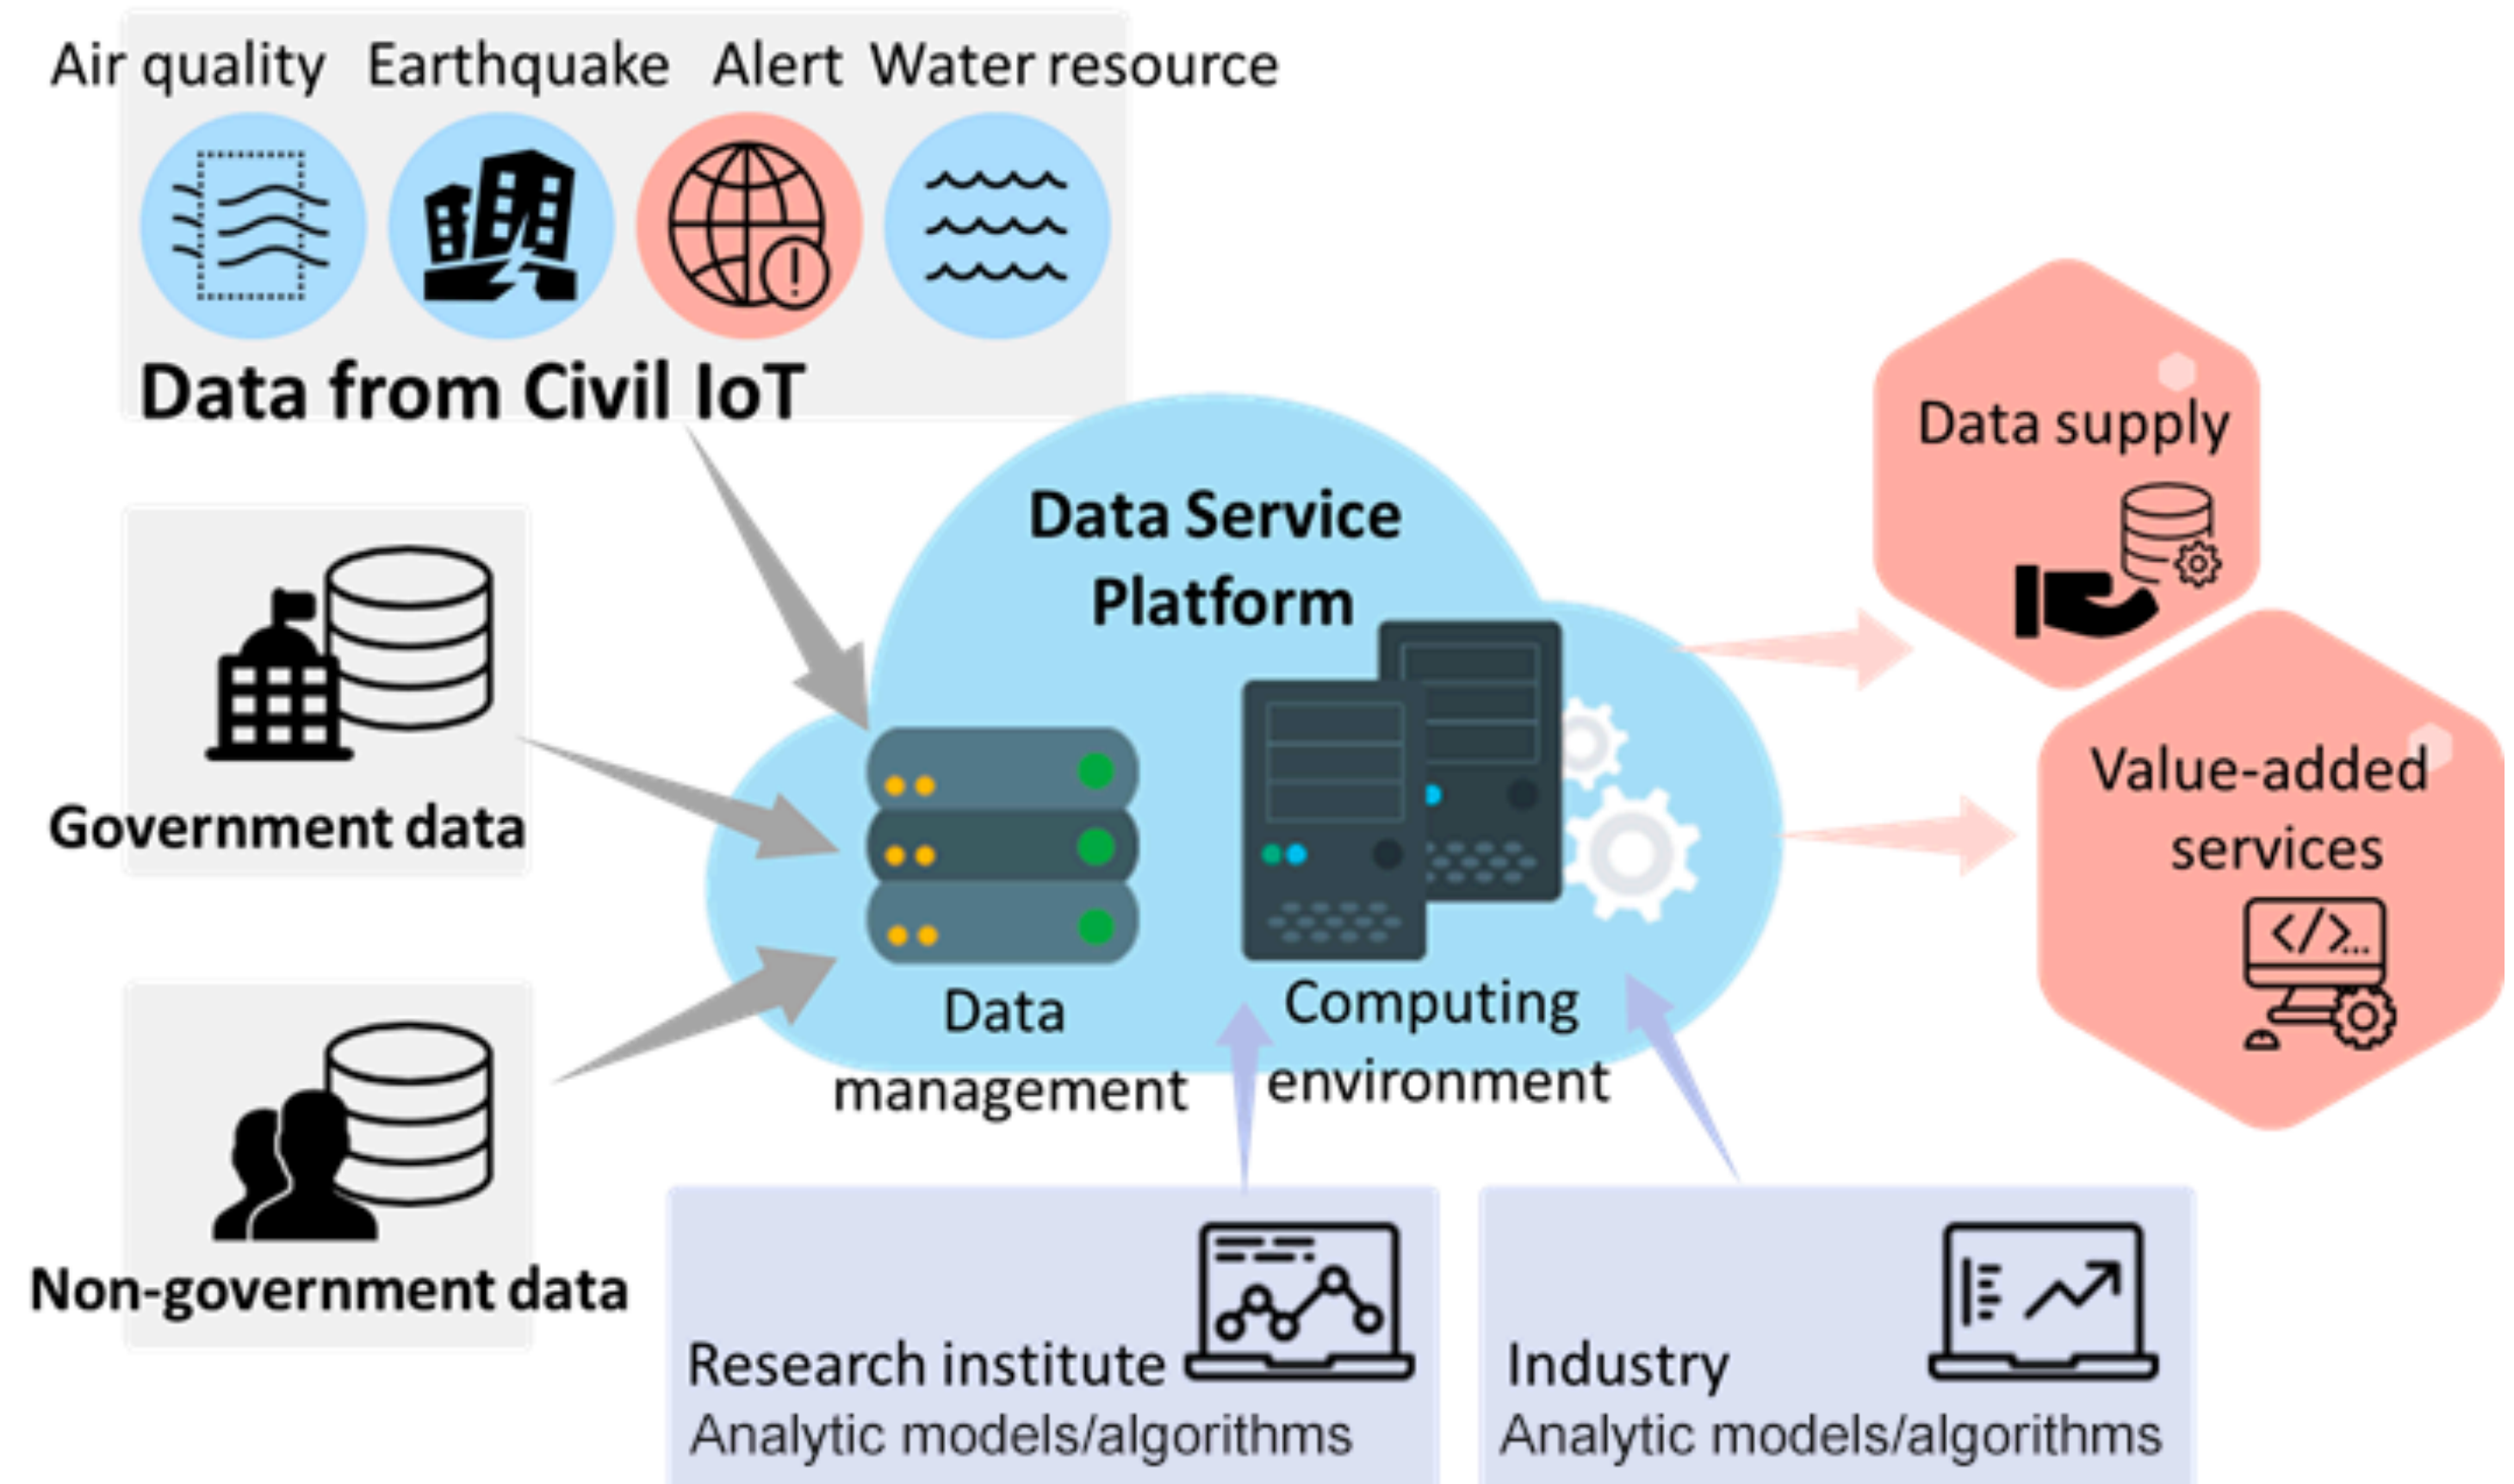 Air quality Earthquake Alert Water resource
Data from Civil IoT
Government data
Non-government data
Data Service
Platform
Data
management
Computing
environment
Data supply
Value-added
services
</>...
Research institute
Analytic models/algorithms
Industry
Analytic models/algorithms